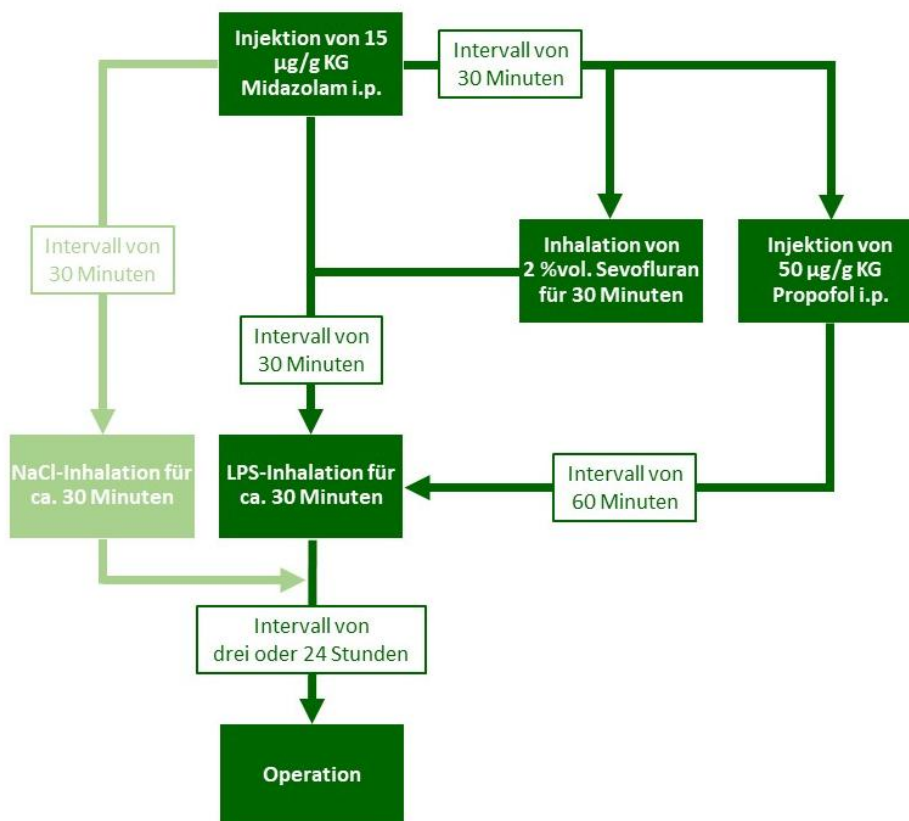 Injektion von 15
µg/g KG
Midazolam i.p.
Intervall von
30 Minuten
Intervall von
30 Minuten
Inhalation von
2 %vol. Sevofluran
für 30 Minuten
Injektion von
50 µg/g KG
Propofol i.p.
Intervall von
30 Minuten
NaCl-Inhalation für
ca. 30 Minuten
LPS-Inhalation für
ca. 30 Minuten
Intervall von
60 Minuten
Intervall von
drei oder 24 Stunden
Operation